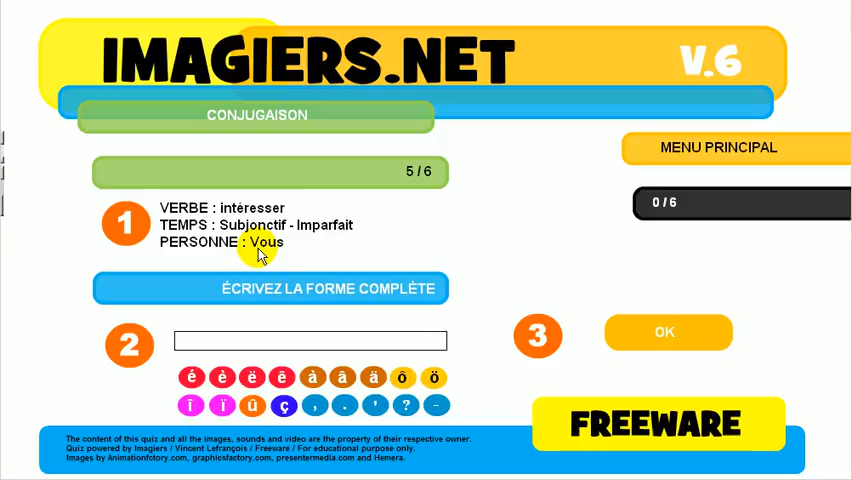 IMAGIERS.NET
V.6
CONJUGAISON
MENU PRINCIPAL
5 / 6
0 / 6
1
VERBE : intéresser
TEMPS : Subjonctif - Imparfait
PERSONNE : Vous
ÉCRIVEZ LA FORME COMPLÈTE
2
3
OK
é è ë ê à â ä ô ö
î ï û ç , . ' ? -
FREEWARE
The content of this quiz and all the images, sounds and video are the property of their respective owner.
Quiz powered by Imagiers / Vincent Lefrançois / Freeware / For educational purpose only.
Images by Animationfctory.com, graphicsfactory.com, presentermedia.com and Hemera.